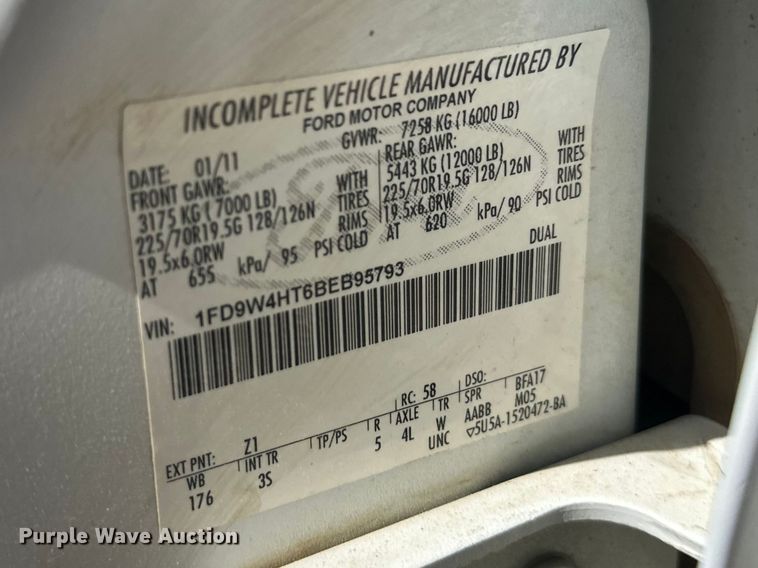 INCOMPLETE VEHICLE MANUFACTURED BY
FORD MOTOR COMPANY
DATE: 01/11
GVWR: 7258 KG (16000 LB)
FRONT GAWR:
3175 KG (7000 LB) WITH
225/70R19.5G 128/126N TIRES
19.5x6.0RW RIMS
AT 655 kPa/ 95 PSI COLD
REAR GAWR:
5443 KG (12000 LB) WITH
225/70R19.5G 128/126N TIRES
19.5x6.0RW RIMS
AT 620 kPa/ 90 PSI COLD
DUAL
VIN: 1FD9W4HT6BEB95793
EXT PNT: Z1 RC: 58 DSO:
WB INT TR TP/PS R AXLE TR SPR BFA17
176 3S 5 4L W AABB M05
UNC ▽5U5A-1520472-BA
Purple Wave Auction